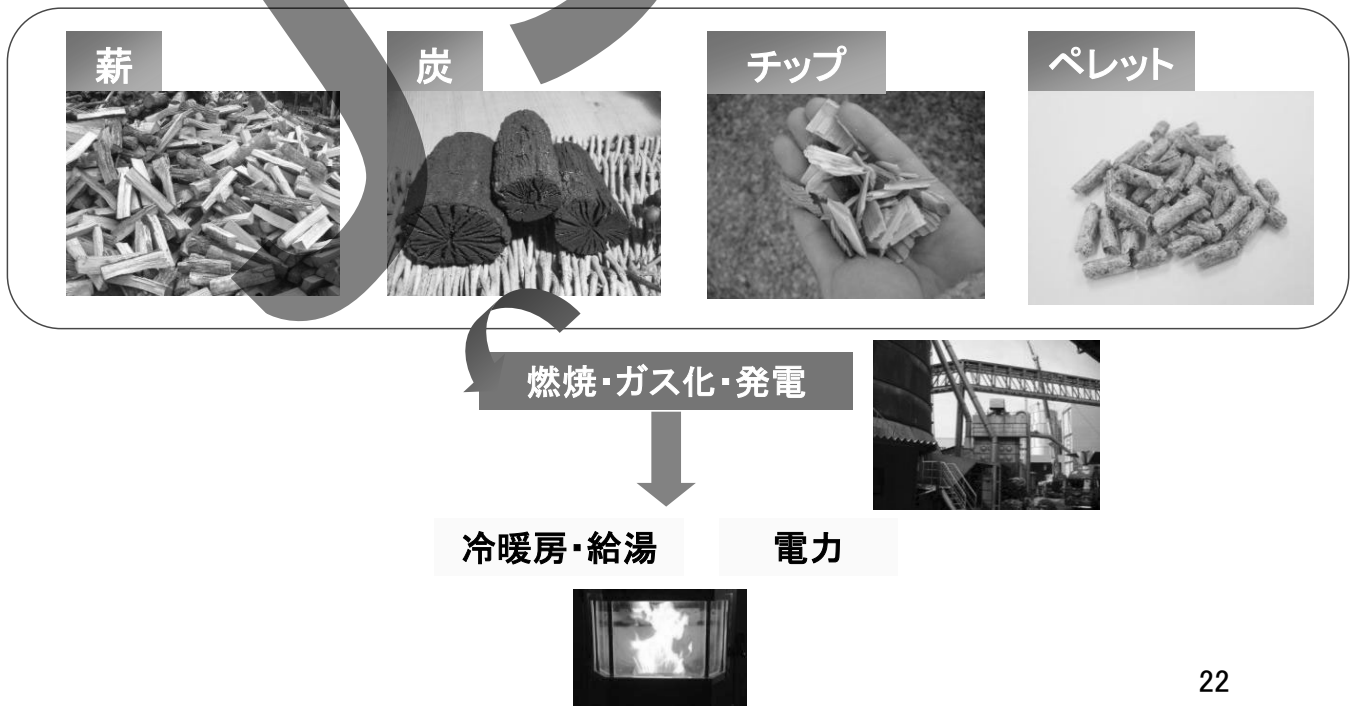 薪
炭
チップ
ペレット
燃焼・ガス化・発電
冷暖房・給湯
電力
22